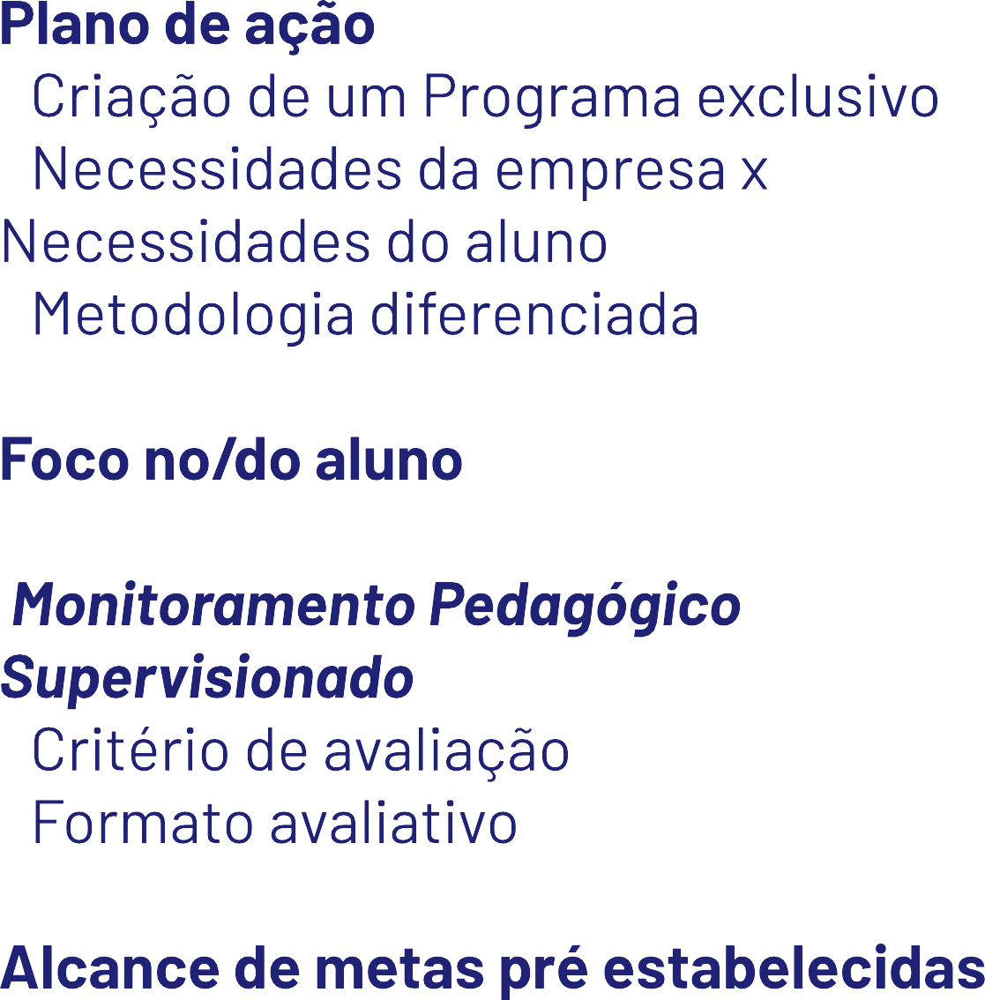 Plano de ação
Criação de um Programa exclusivo
Necessidades da empresa x
Necessidades do aluno
Metodologia diferenciada
Foco no/do aluno
Monitoramento Pedagógico
Supervisionado
Critério de avaliação
Formato avaliativo
Alcance de metas pré estabelecidas